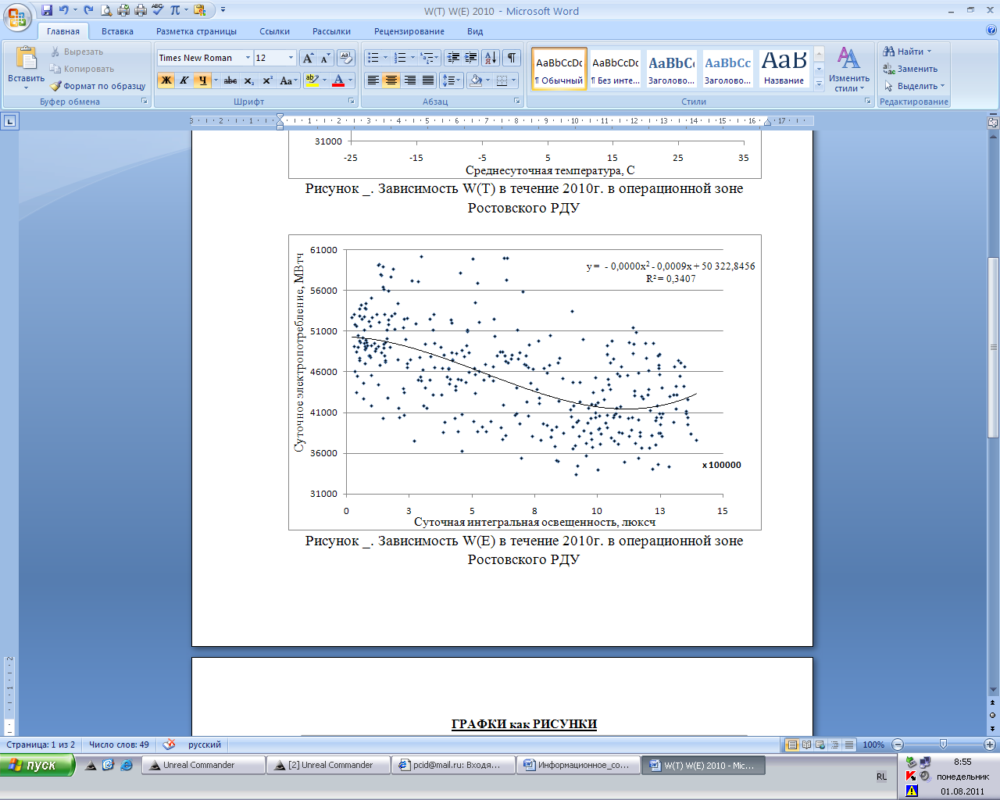 W(T) W(E) 2010 - Microsoft Word
Главная Вставка Разметка страницы Ссылки Рассылки Рецензирование Вид
Вставить
Вырезать
Копировать
Формат по образцу
Буфер обмена
Times New Roman 12
Ж К Ч abc x₂ x² Aa
Шрифт
Абзац
AaBbCcDc AaBbCcDc AaBbCc AaBbCc AaB
¶ Обычный ¶ Без инте... Заголово... Заголово... Название
Стили
Изменить стили
Найти
Заменить
Выделить
Редактирование
3 2 1 1 2 3 4 5 6 7 8 9 10 11 12 13 14 15 16 17
31000
-25 -15 -5 5 15 25 35
Среднесуточная температура, С
Рисунок _. Зависимость W(T) в течение 2010г. в операционной зоне
Ростовского РДУ
Суточное электропотребление, МВтч
61000
56000
51000
46000
41000
36000
31000
y = - 0,0000x² - 0,0009x + 50 322,8456
R² = 0,3407
x 100000
0 3 5 8 10 13 15
Суточная интегральная освещенность, люксч
Рисунок _. Зависимость W(E) в течение 2010г. в операционной зоне
Ростовского РДУ
2
1
ГРАФКИ как РИСУНКИ
Страница: 1 из 2 Число слов: 49 русский 100%
пуск Unreal Commander [2] Unreal Commander pcid@mail.ru: Входя... Информационное_со... W(T) W(E) 2010 - Mic... RL
8:55
понедельник
01.08.2011